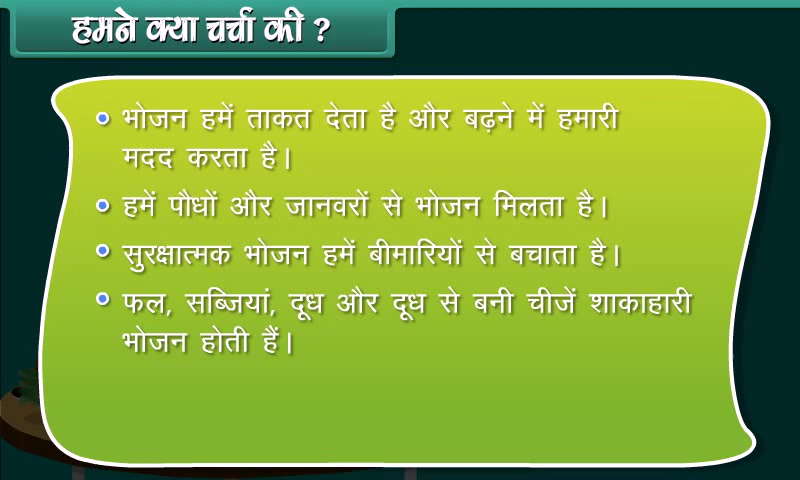 हमने क्या चर्चा की ?
भोजन हमें ताकत देता है और बढ़ने में हमारी
मदद करता है।
हमें पौधों और जानवरों से भोजन मिलता है।
सुरक्षात्मक भोजन हमें बीमारियों से बचाता है।
फल, सब्जियां, दूध और दूध से बनी चीजें शाकाहारी
भोजन होती हैं।